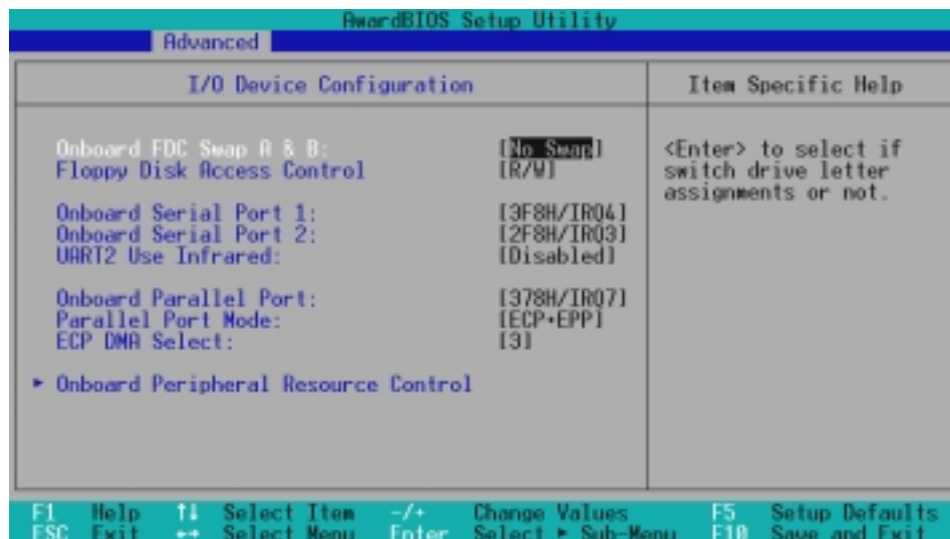 AwardBIOS Setup Utility
Advanced
I/O Device Configuration
Item Specific Help
Onboard FDC Swap A & B: [No Swap]
Floppy Disk Access Control [R/W]
Onboard Serial Port 1: [3F8H/IRQ4]
Onboard Serial Port 2: [2F8H/IRQ3]
UART2 Use Infrared: [Disabled]
Onboard Parallel Port: [378H/IRQ7]
Parallel Port Mode: [ECP+EPP]
ECP DMA Select: [3]
▸ Onboard Peripheral Resource Control
<Enter> to select if
switch drive letter
assignments or not.
F1 Help ↑↓ Select Item -/+ Change Values F5 Setup Defaults
ESC Exit ←→ Select Menu Enter Select ▸ Sub-Menu F10 Save and Exit